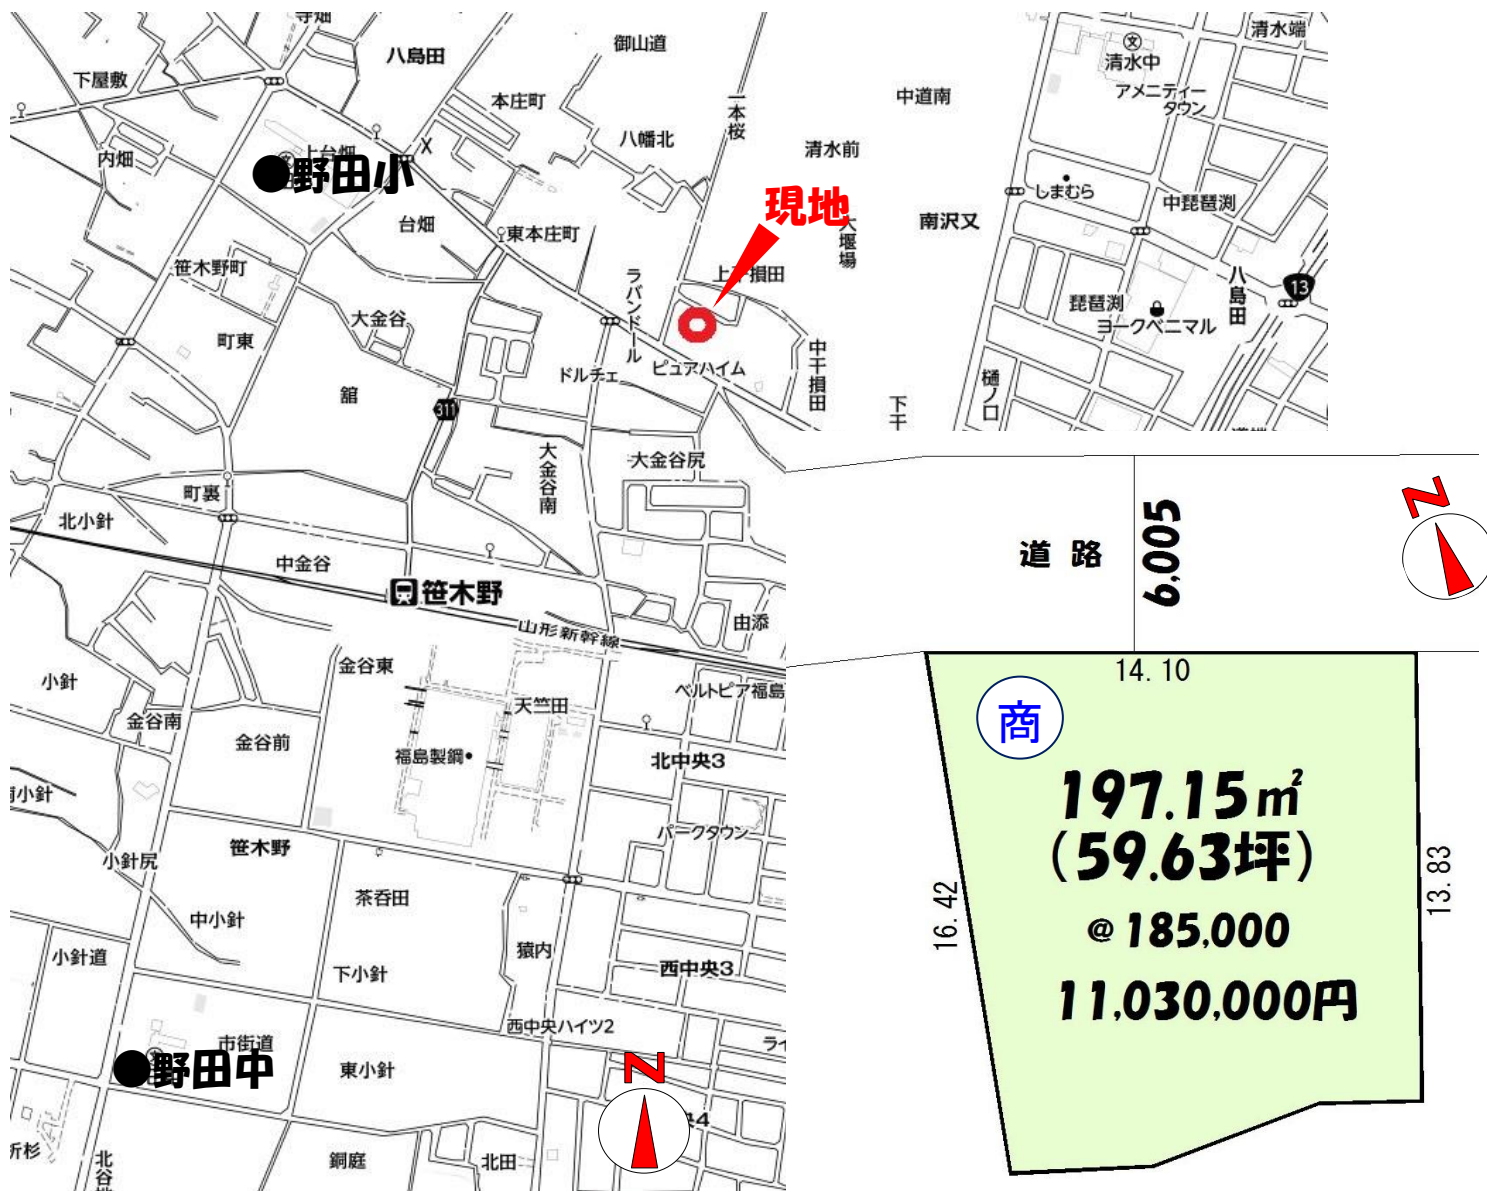 八島田
御山道
清水端
下屋敷
本庄町
一本桜
中道南
清水中
アメニティー
タウン
内畑
上台畑
八幡北
清水前
●野田小
X
しまむら
中琵琶渕
現地
台畑
東本庄町
大堰場
南沢又
笹木野町
ラバンドール
上干損田
琵琶渕
八島田
13
大金谷
町東
ヨークベニマル
ドルチェ
ピュアハイム
中干損田
舘
樋ノ口
下干
311
大金谷南
大金谷尻
町裏
北小針
中金谷
笹木野
山形新幹線
由添
金谷東
小針
金谷南
金谷前
天竺田
ベルトピア福島
福島製鋼
北中央3
南小針
パークタウン
小針尻
笹木野
茶呑田
中小針
猿内
小針道
下小針
西中央3
西中央ハイツ2
市街道
●野田中
東小針
N
銅庭
北田
道路
6,005
N
14.10
商
197.15㎡
(59.63坪)
16.42
13.83
@185,000
11,030,000円